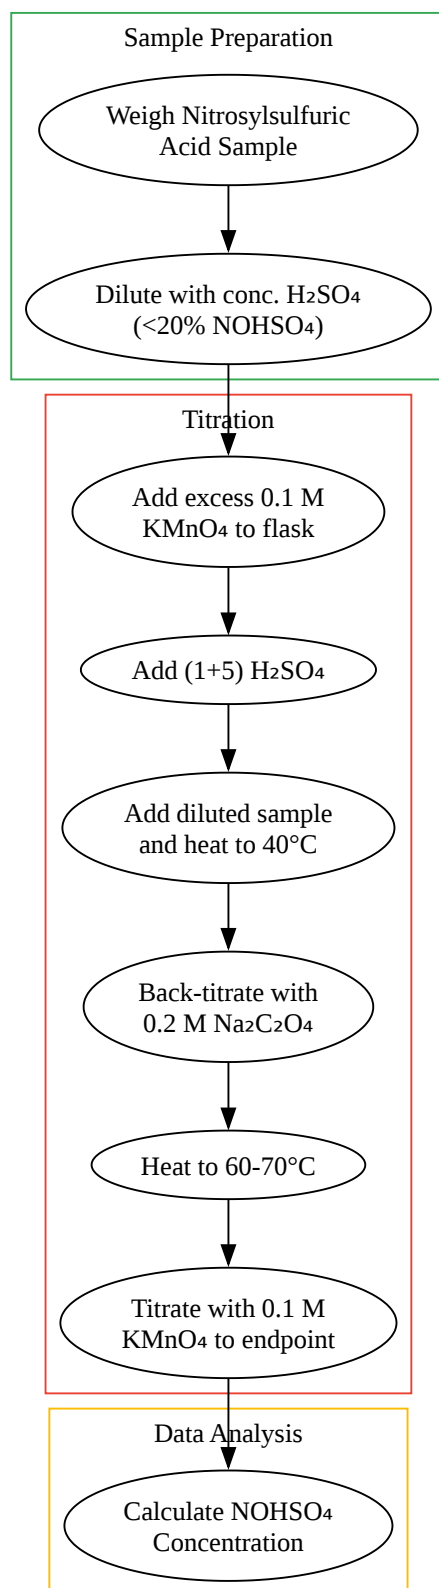 Sample Preparation
Weigh Nitrosylsulfuric
Acid Sample
Dilute with conc. H₂SO₄
(<20% NOHSO₄)
Titration
Add excess 0.1 M
KMnO₄ to flask
Add (1+5) H₂SO₄
Add diluted sample
and heat to 40°C
Back-titrate with
0.2 M Na₂C₂O₄
Heat to 60-70°C
Titrate with 0.1 M
KMnO₄ to endpoint
Data Analysis
Calculate NOHSO₄
Concentration